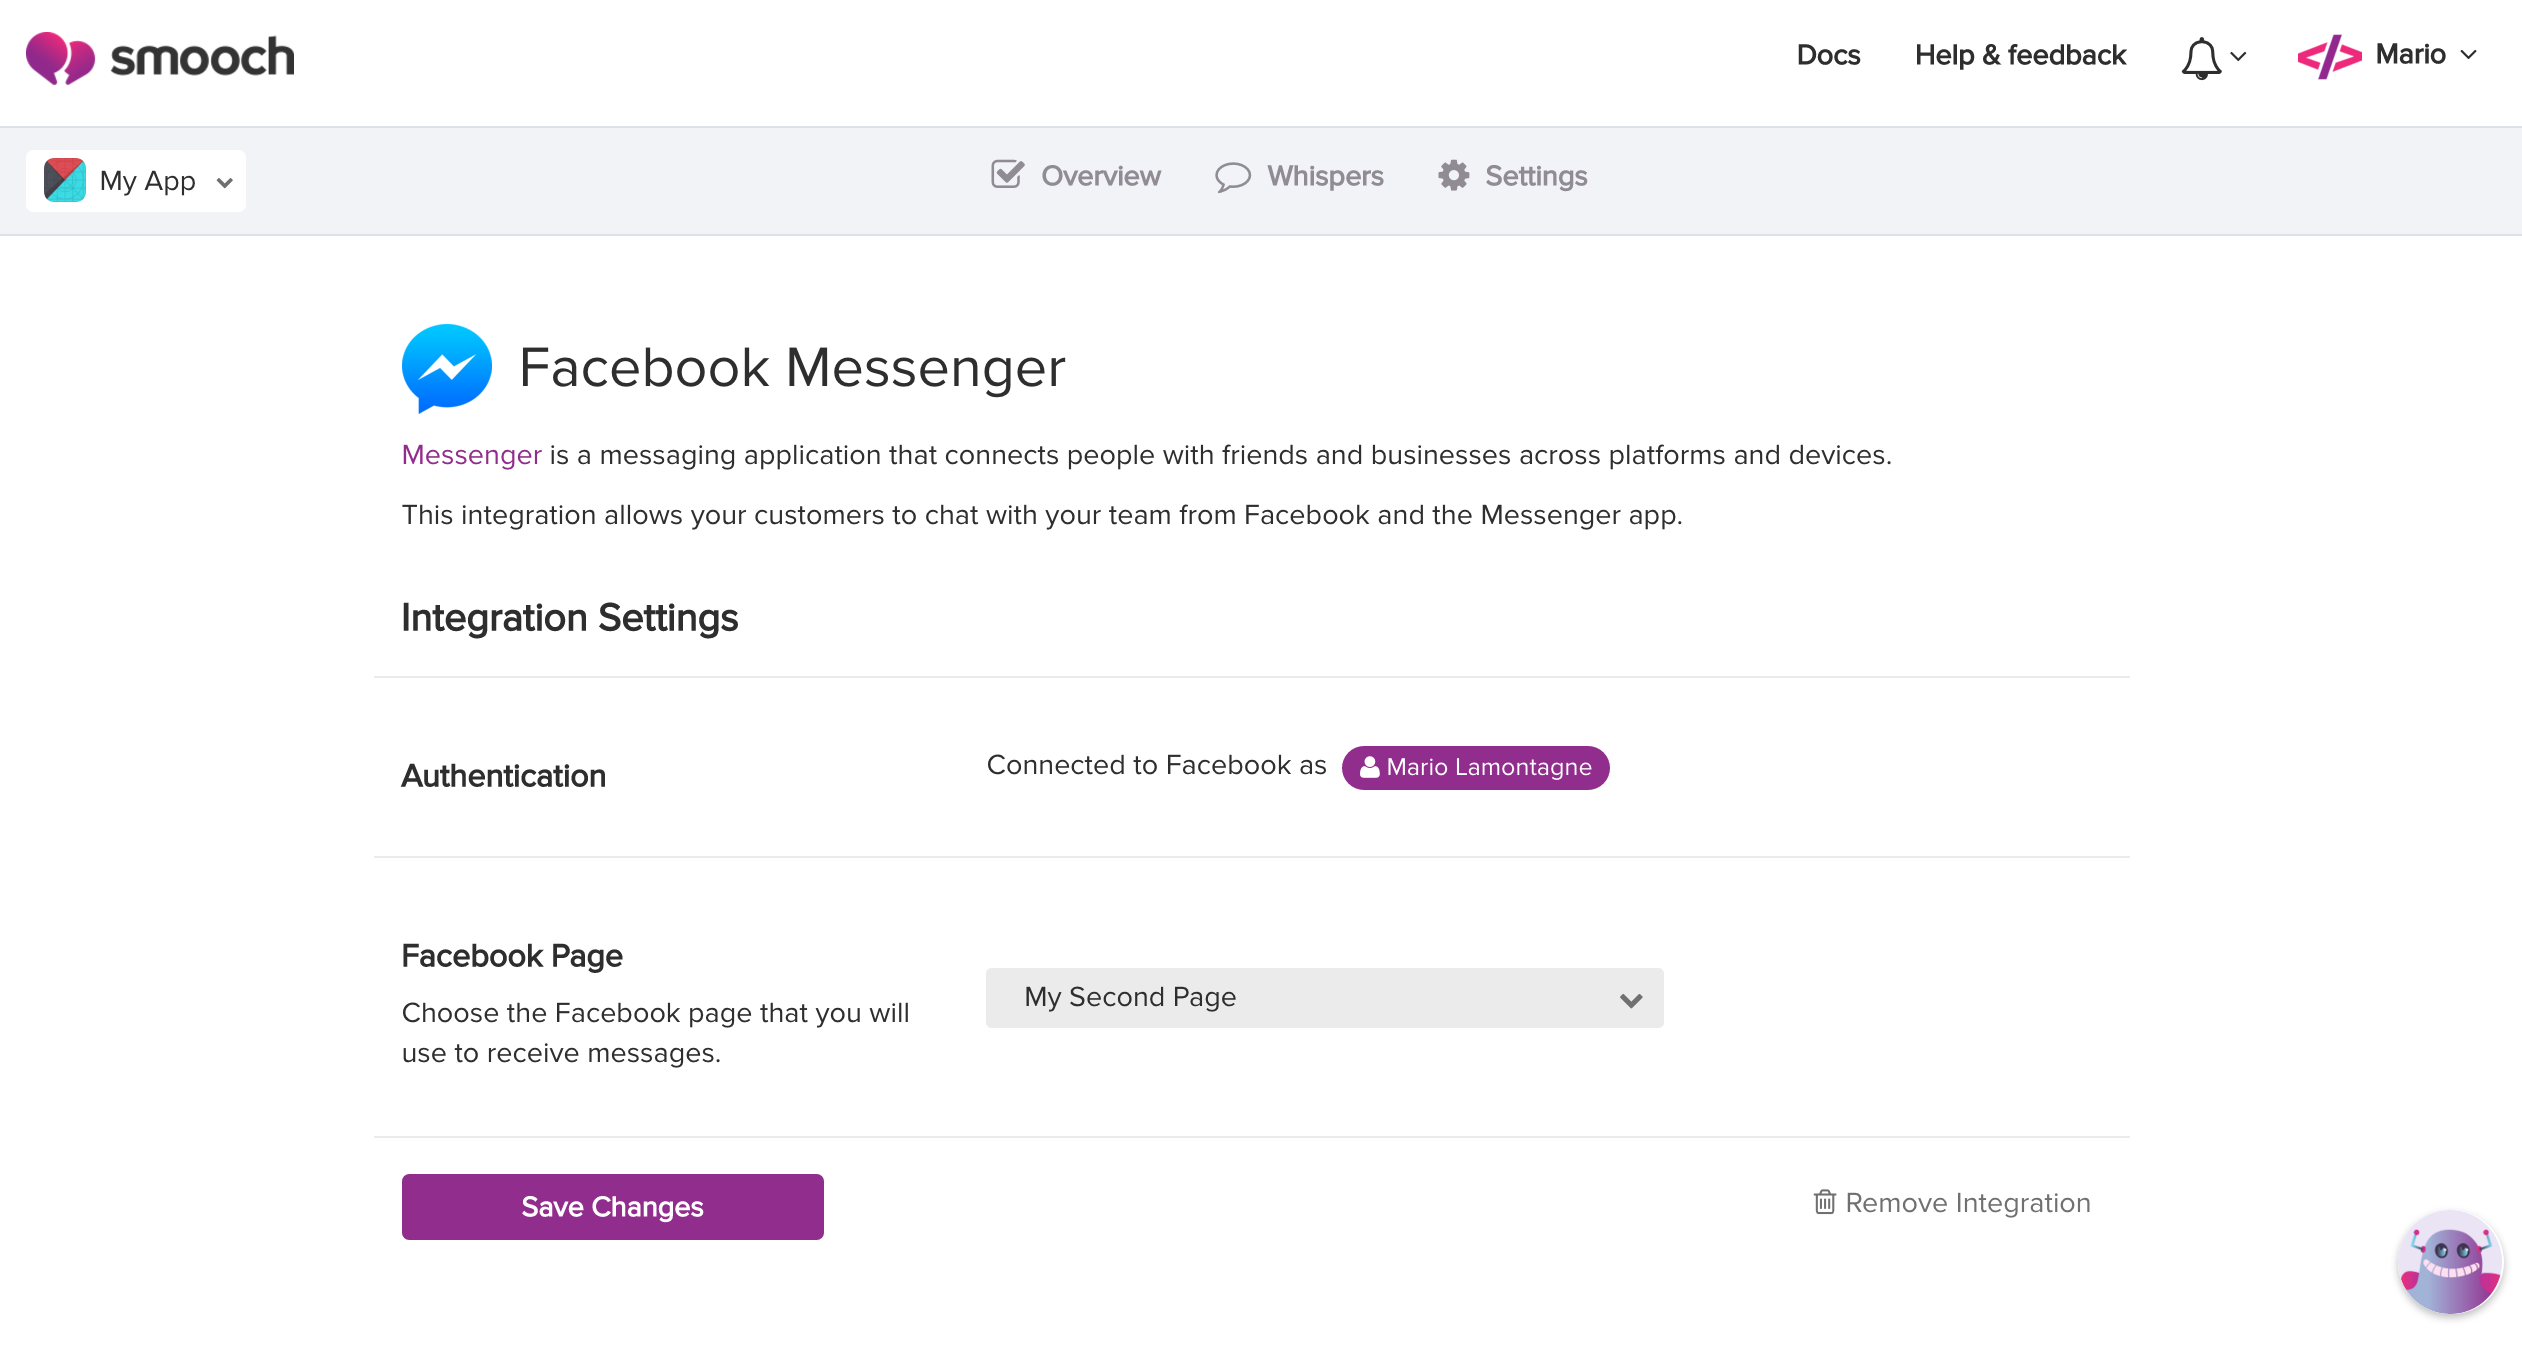 smooch
Docs
Help & feedback
Mario
My App
Overview
Whispers
Settings
Facebook Messenger
Messenger is a messaging application that connects people with friends and businesses across platforms and devices.
This integration allows your customers to chat with your team from Facebook and the Messenger app.
Integration Settings
Authentication
Connected to Facebook as
Mario Lamontagne
Facebook Page
Choose the Facebook page that you will
use to receive messages.
My Second Page
Save Changes
Remove Integration